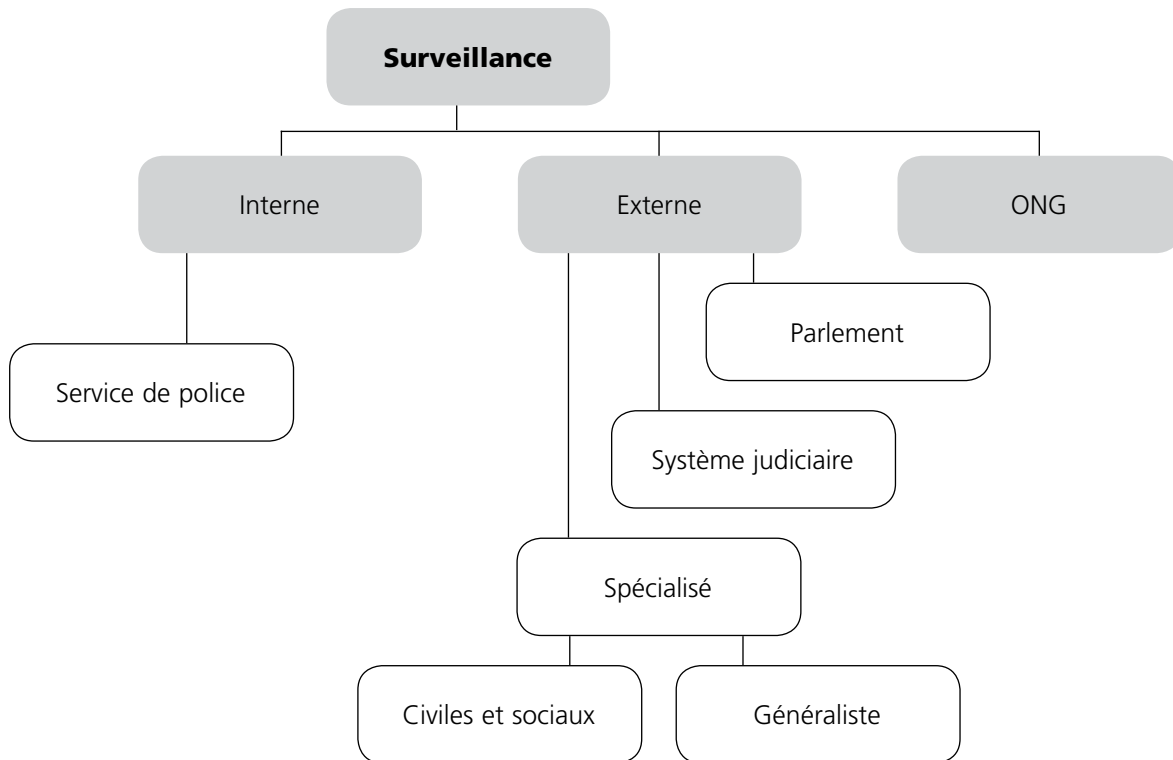 Surveillance
Interne
Externe
ONG
Parlement
Service de police
Système judiciaire
Spécialisé
Civiles et sociaux
Généraliste